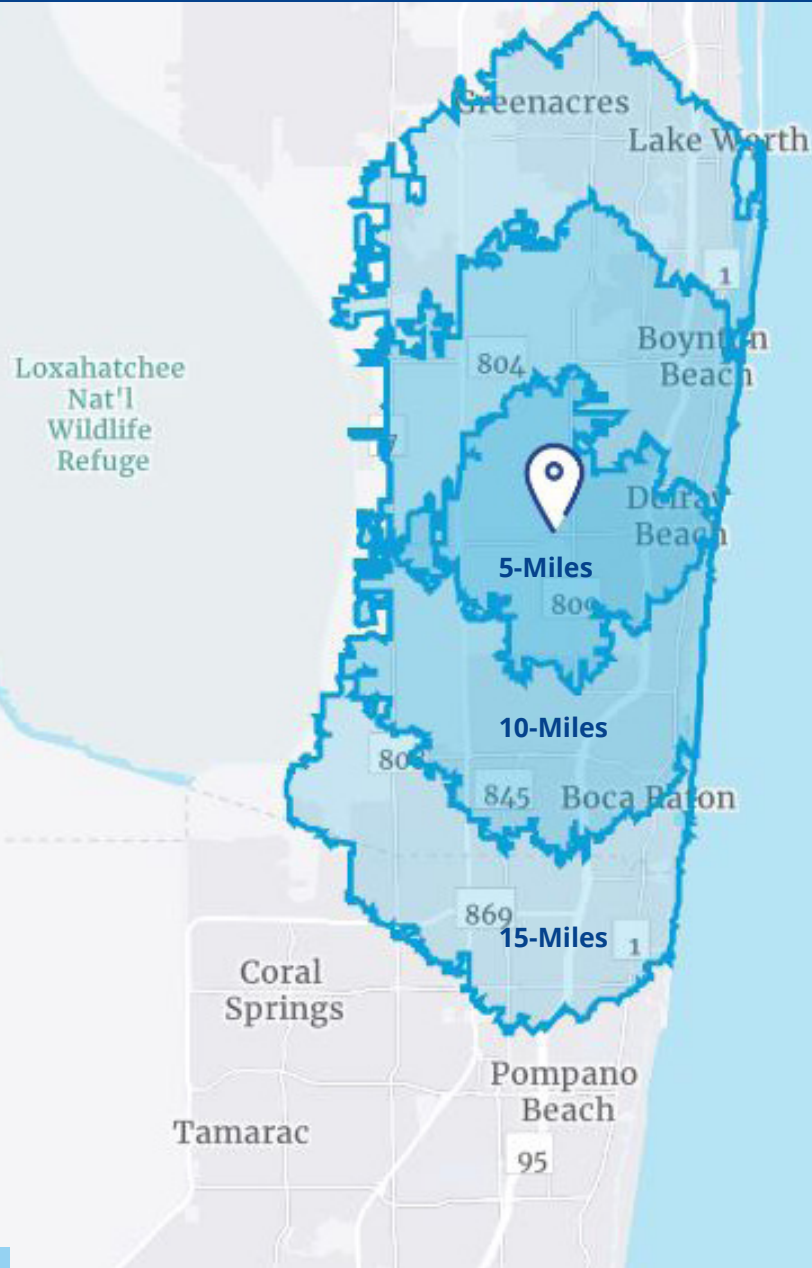 Greenacres
Lake Worth
1
Boynton
Beach
804
Loxahatchee
Nat'l
Wildlife
Refuge
7
Delray
Beach
5-Miles
809
10-Miles
845
Boca Raton
869
15-Miles
1
Coral
Springs
Pompano
Beach
Tamarac
95